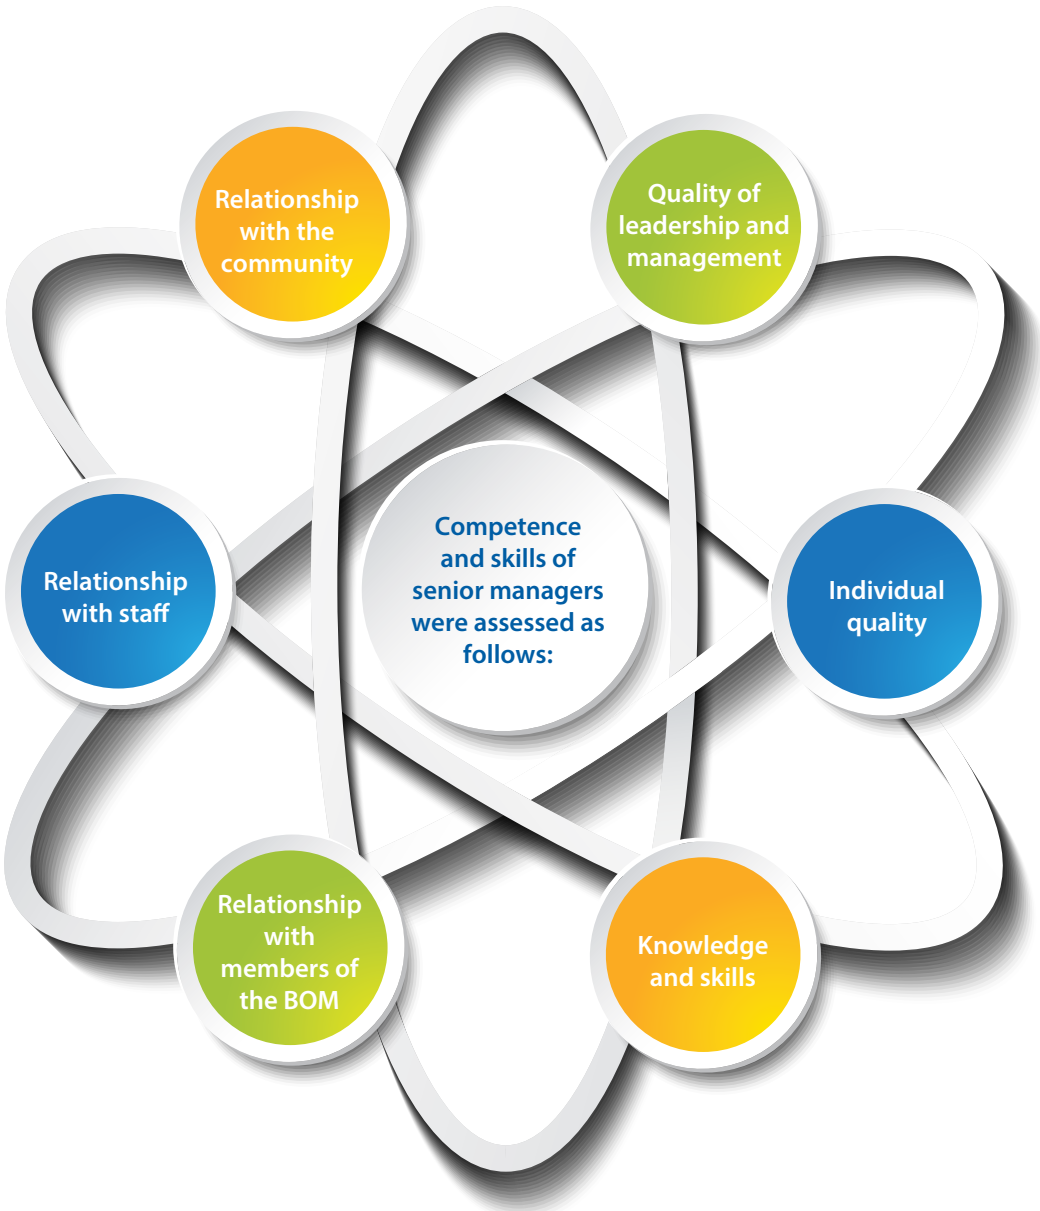 Relationship
with the
community
Quality of
leadership and
management
Competence
and skills of
senior managers
were assessed as
follows:
Relationship
with staff
Individual
quality
Relationship
with
members of
the BOM
Knowledge
and skills